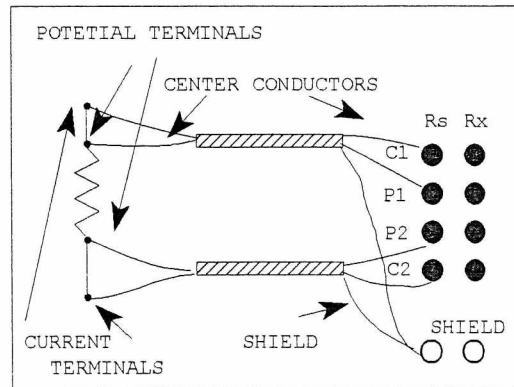 POTETIAL TERMINALS
CENTER CONDUCTORS
Rs Rx
C1
P1
P2
C2
SHIELD
SHIELD
CURRENT
TERMINALS